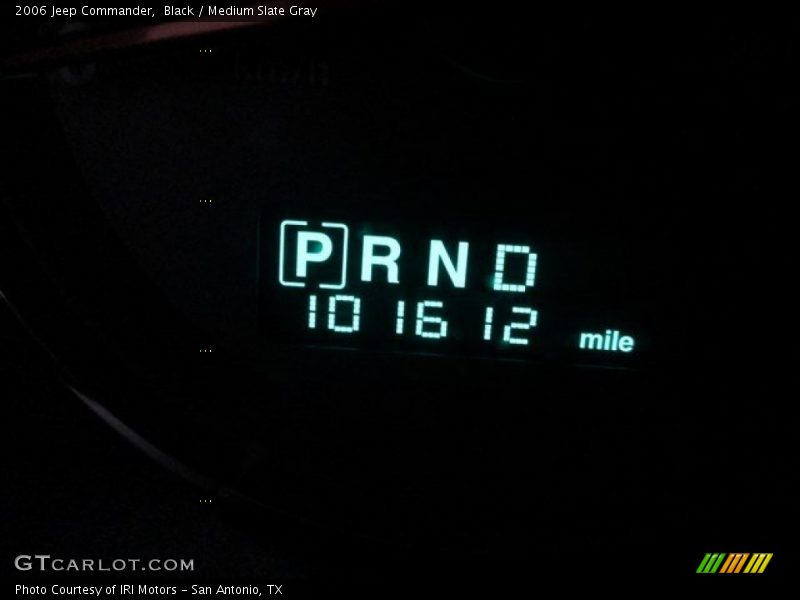 2006 Jeep Commander,  Black / Medium Slate Gray
...
...
P R N D
101612 mile
...
...
GTCARLOT.COM
Photo Courtesy of IRI Motors - San Antonio, TX